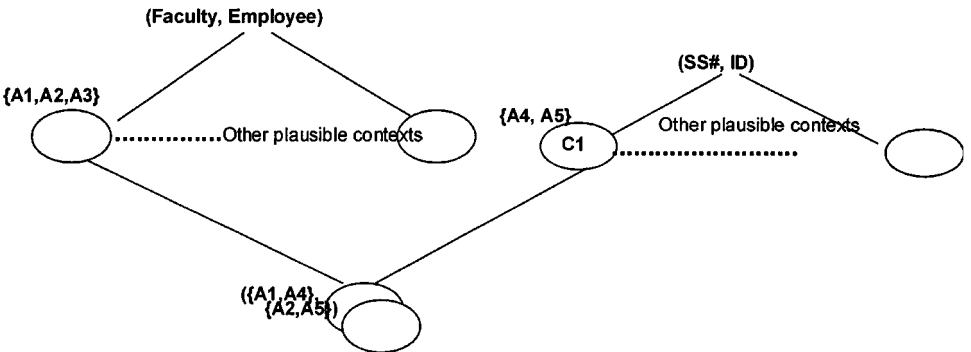 (Faculty, Employee)
(SS#, ID)
{A1,A2,A3}
{A4, A5}
Other plausible contexts
Other plausible contexts
C1
({A1,A4},
{A2,A5})